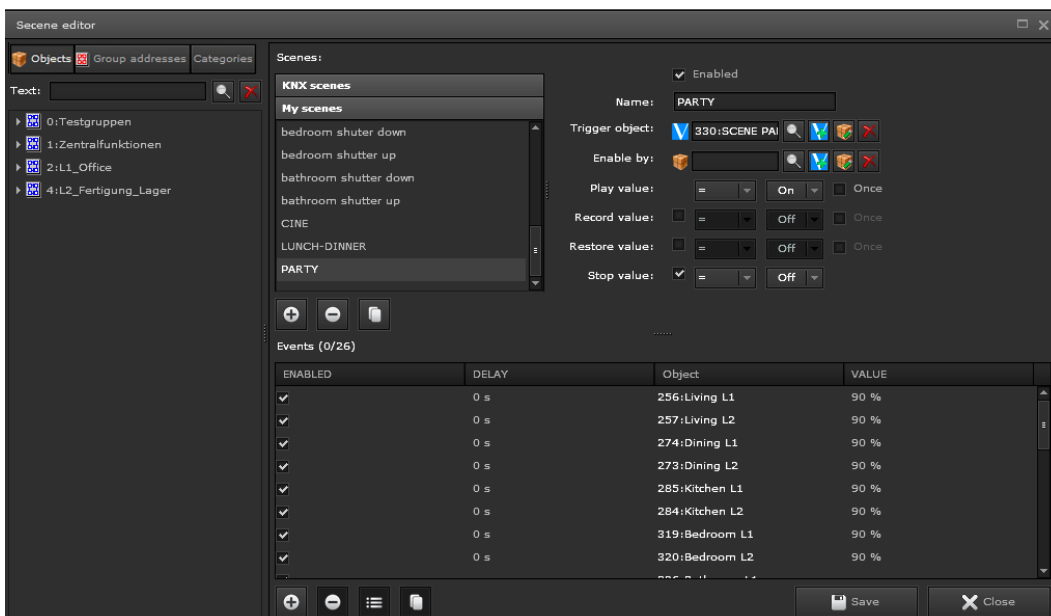 Secene editor
Objects Group addresses Categories
Text:
0:Testgruppen
1:Zentralfunktionen
2:L1_Office
4:L2_Fertigung_Lager
Scenes:
KNX scenes
My scenes
bedroom shuter down
bedroom shutter up
bathroom shutter down
bathroom shutter up
CINE
LUNCH-DINNER
PARTY
Enabled
Name: PARTY
Trigger object: 330:SCENE PAI
Enable by:
Play value: = On Once
Record value: = Off Once
Restore value: = Off Once
Stop value: = Off
Events (0/26)
ENABLED DELAY Object VALUE
0 s 256:Living L1 90 %
0 s 257:Living L2 90 %
0 s 274:Dining L1 90 %
0 s 273:Dining L2 90 %
0 s 285:Kitchen L1 90 %
0 s 284:Kitchen L2 90 %
0 s 319:Bedroom L1 90 %
0 s 320:Bedroom L2 90 %
Save Close